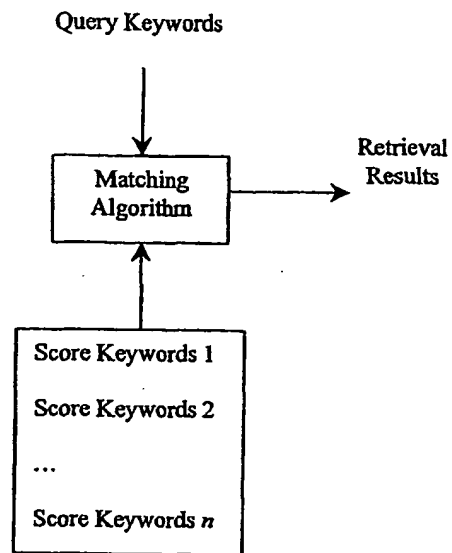 Query Keywords
Matching
Algorithm
Retrieval
Results
Score Keywords 1
Score Keywords 2
...
Score Keywords n